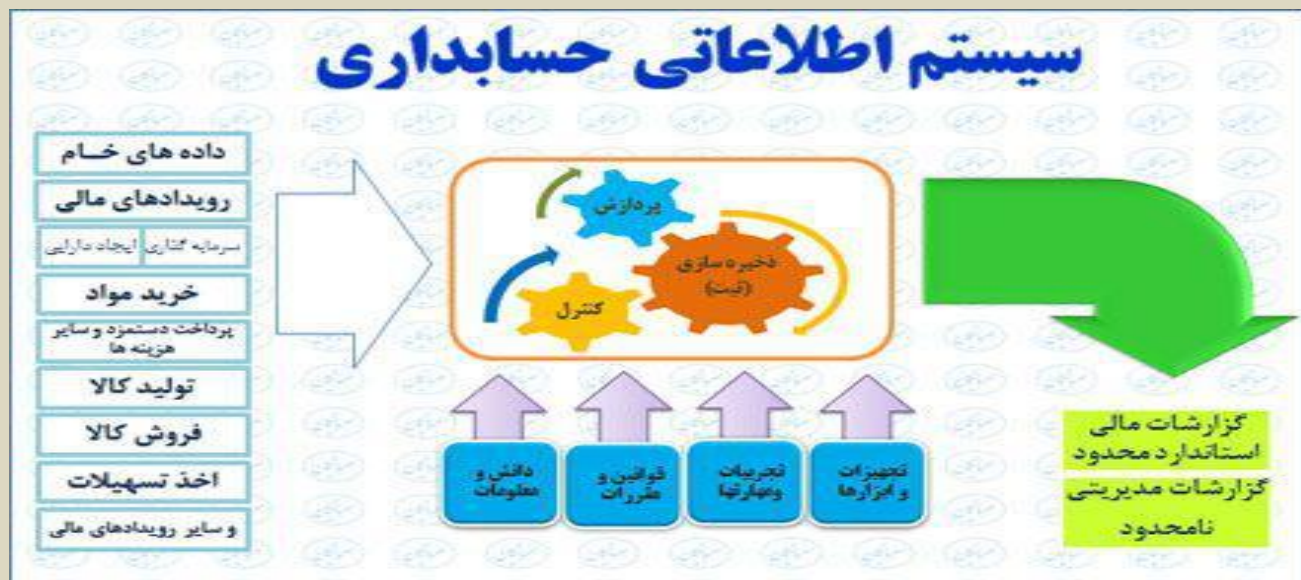 سیستم اطلاعاتی حسابداری
داده های خــام
رویدادهای مالی
سرمایه گذاری ایجاد دارایی
خرید مواد
پرداخت دستمزد و سایر
هزینه ها
تولید کالا
فروش کالا
اخذ تسهیلات
و سایر رویدادهای مالی
پردازش
ذخیره سازی
(ثبت)
کنترل
تجهیزات
و ابزارها
تجربیات
ومهارتها
قوانین و
مقررات
دانش و
معلومات
گزارشات مالی
استاندارد محدود
گزارشات مدیریتی
نامحدود